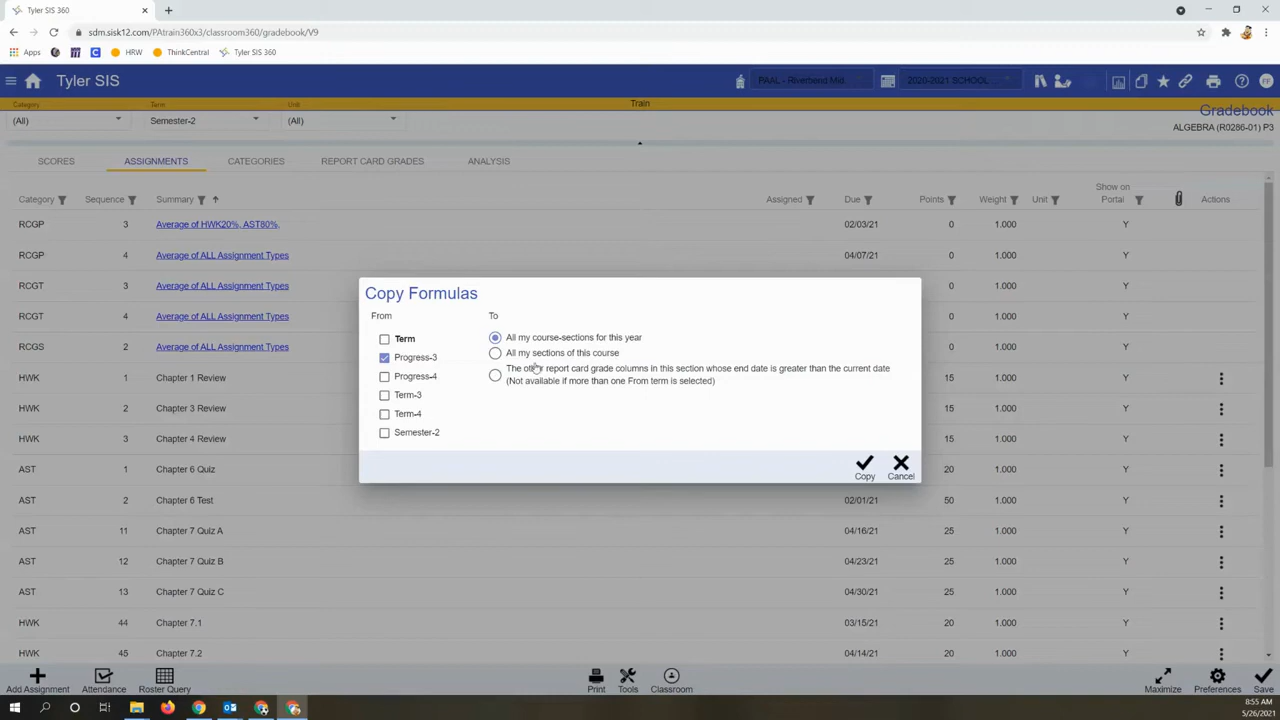 Tyler SIS 360
sdm.sisk12.com/PAtrain360x3/classroom360/gradebook/V9
Apps HRW ThinkCentral Tyler SIS 360
Tyler SIS PAAL - Riverbend Mid. 2020-2021 SCHOOL FF
Train
Category Term Unit
(All) Semester-2 (All)
Gradebook
ALGEBRA (R0286-01) P3
SCORES ASSIGNMENTS CATEGORIES REPORT CARD GRADES ANALYSIS
Category Sequence Summary Assigned Due Points Weight Unit Show on Portal Actions
RCGP 3 Average of HWK20%, AST80%, 02/03/21 0 1.000 Y
RCGP 4 Average of ALL Assignment Types 04/07/21 0 1.000 Y
RCGT 3 Average of ALL Assignment Types 0 1.000 Y
RCGT 4 Average of ALL Assignment Types 0 1.000 Y
RCGS 2 Average of ALL Assignment Types 0 1.000 Y
HWK 1 Chapter 1 Review 15 1.000 Y
HWK 2 Chapter 3 Review 15 1.000 Y
HWK 3 Chapter 4 Review 15 1.000 Y
AST 1 Chapter 6 Quiz 20 1.000 Y
AST 2 Chapter 6 Test 02/01/21 50 1.000 Y
AST 11 Chapter 7 Quiz A 04/16/21 25 1.000 Y
AST 12 Chapter 7 Quiz B 04/23/21 25 1.000 Y
AST 13 Chapter 7 Quiz C 04/30/21 25 1.000 Y
HWK 44 Chapter 7.1 03/15/21 20 1.000 Y
HWK 45 Chapter 7.2 04/14/21 20 1.000 Y
Copy Formulas
From
Term
Progress-3
Progress-4
Term-3
Term-4
Semester-2
To
All my course-sections for this year
All my sections of this course
The other report card grade columns in this section whose end date is greater than the current date
(Not available if more than one From term is selected)
Copy Cancel
Add Assignment Attendance Roster Query Print Tools Classroom Maximize Preferences Save
8:55 AM
5/26/2021